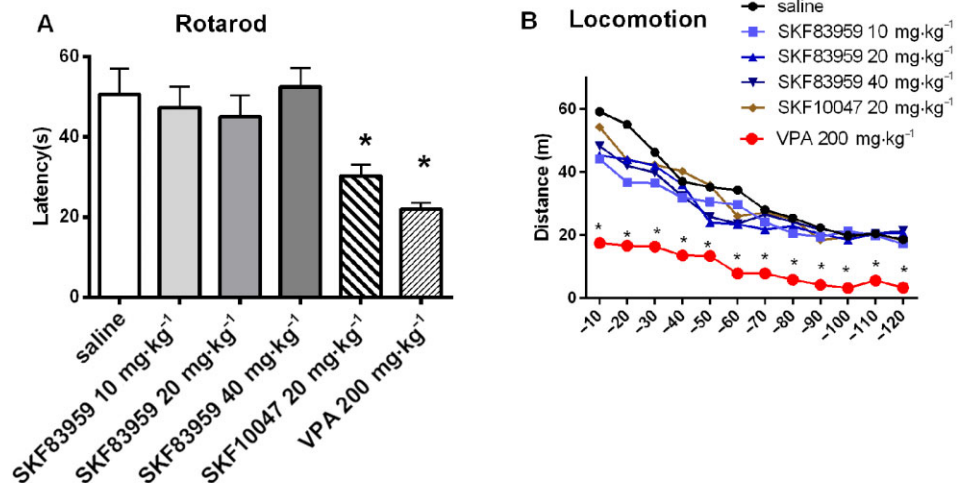 A
Rotarod
60
40
20
0
Latency(s)
*
*
saline
SKF83959 10 mg·kg⁻¹
SKF83959 20 mg·kg⁻¹
SKF83959 40 mg·kg⁻¹
SKF10047 20 mg·kg⁻¹
VPA 200 mg·kg⁻¹
B
Locomotion
saline
SKF83959 10 mg·kg⁻¹
SKF83959 20 mg·kg⁻¹
SKF83959 40 mg·kg⁻¹
SKF10047 20 mg·kg⁻¹
VPA 200 mg·kg⁻¹
60
40
20
0
Distance (m)
* * * * * * * * * * * *
-10 -20 -30 -40 -50 -60 -70 -80 -90 -100 -110 -120